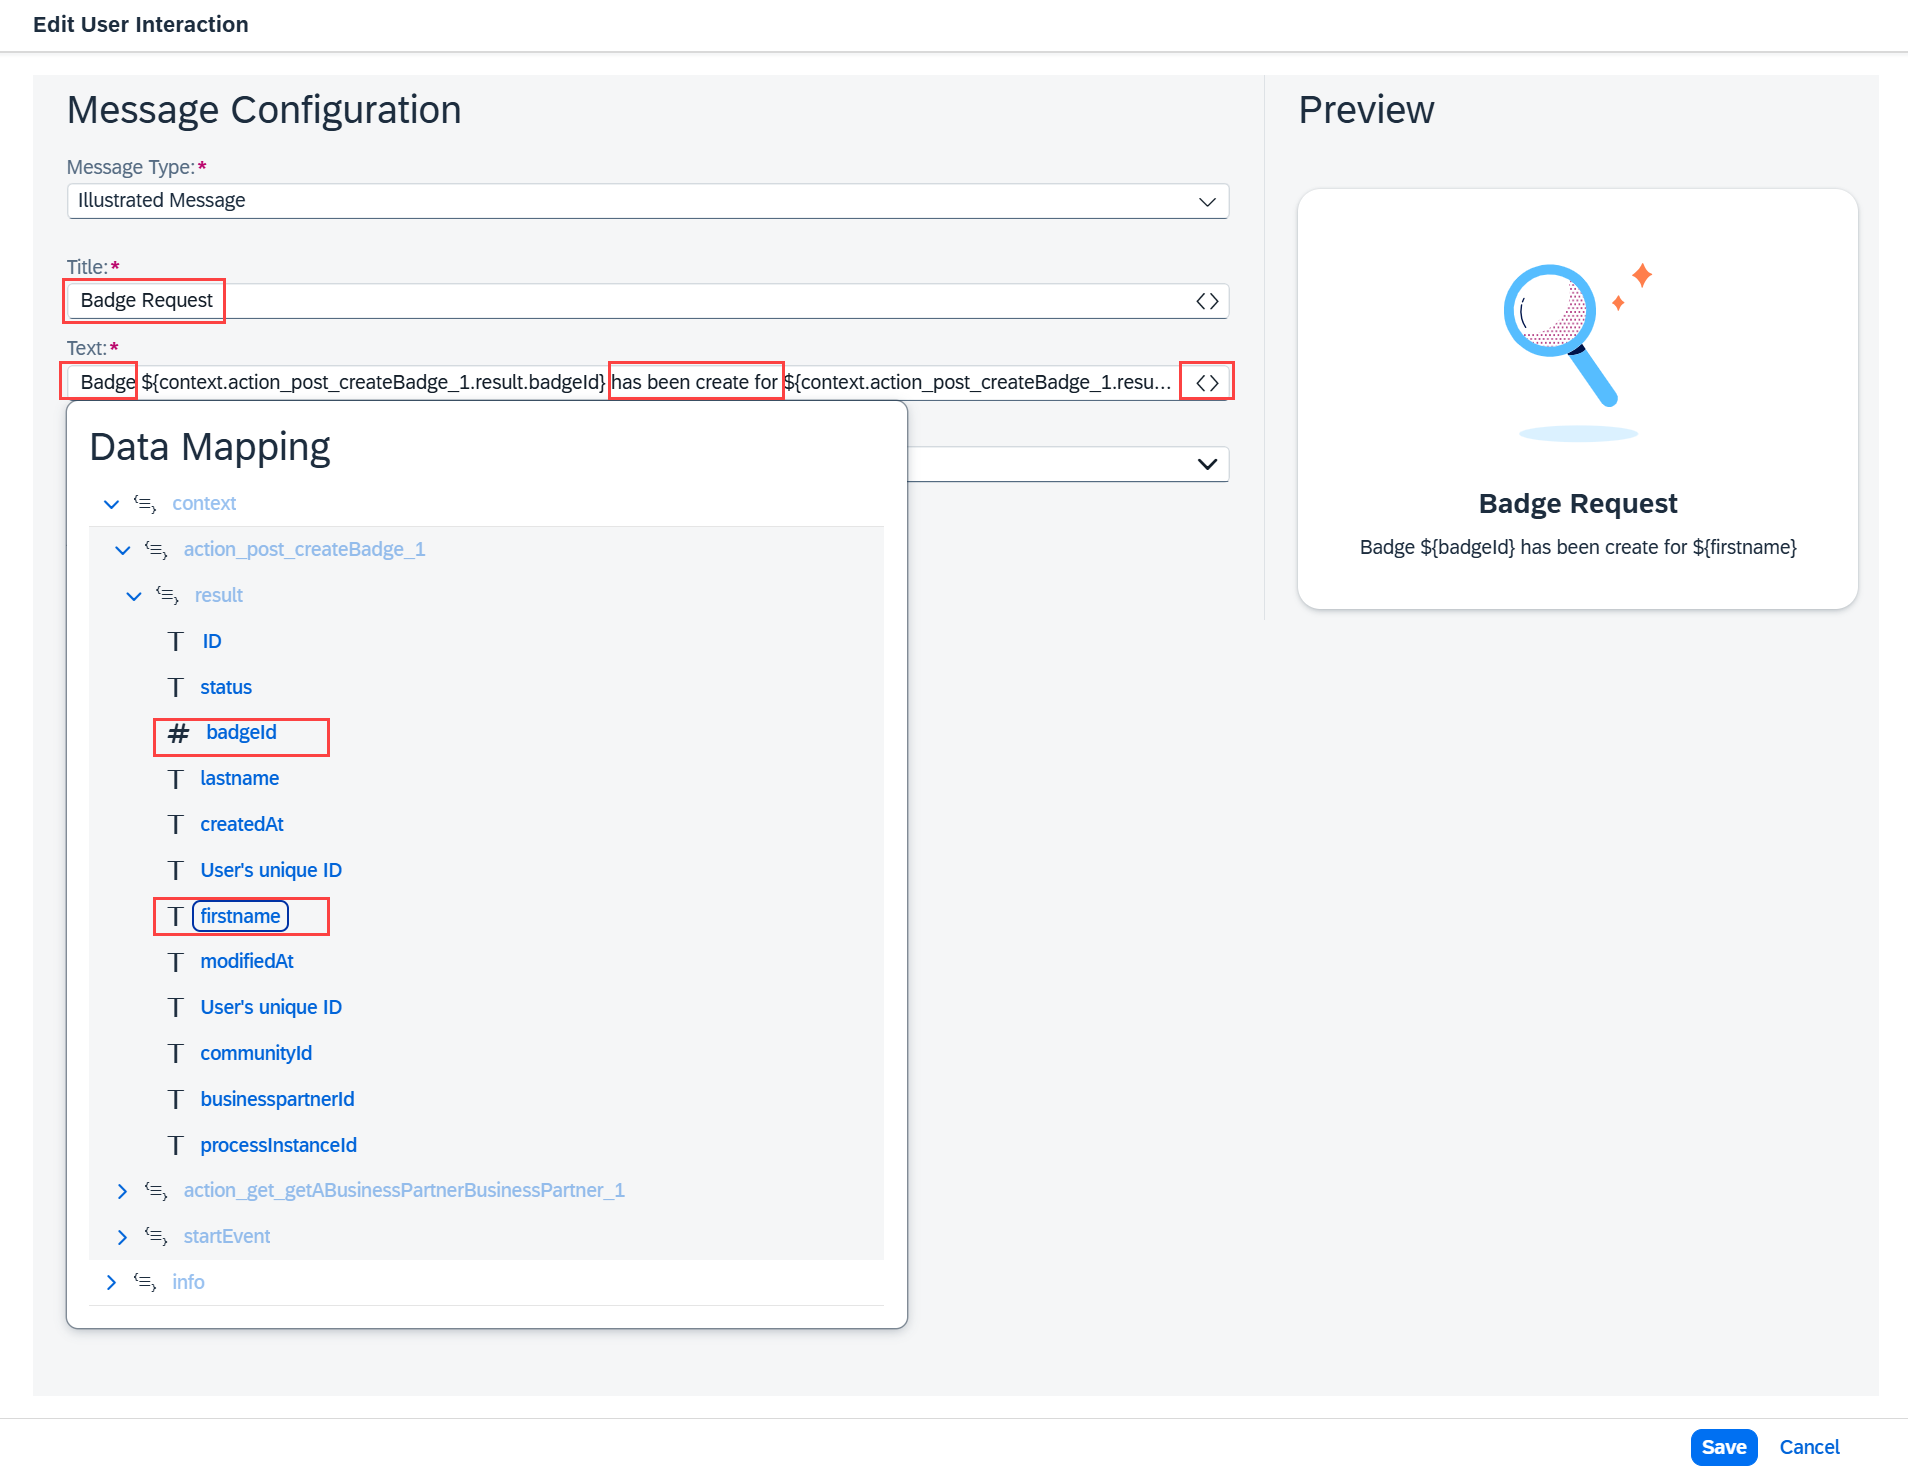 Edit User Interaction
Message Configuration
Message Type:*
Illustrated Message
Title:*
Badge Request
<>
Text:*
Badge ${context.action_post_createBadge_1.result.badgeId} has been create for ${context.action_post_createBadge_1.resu...
<>
Data Mapping
context
action_post_createBadge_1
result
T ID
T status
# badgeId
T lastname
T createdAt
T User's unique ID
T firstname
T modifiedAt
T User's unique ID
T communityId
T businesspartnerId
T processInstanceId
action_get_getABusinessPartnerBusinessPartner_1
startEvent
info
Preview
Badge Request
Badge ${badgeId} has been create for ${firstname}
Save Cancel